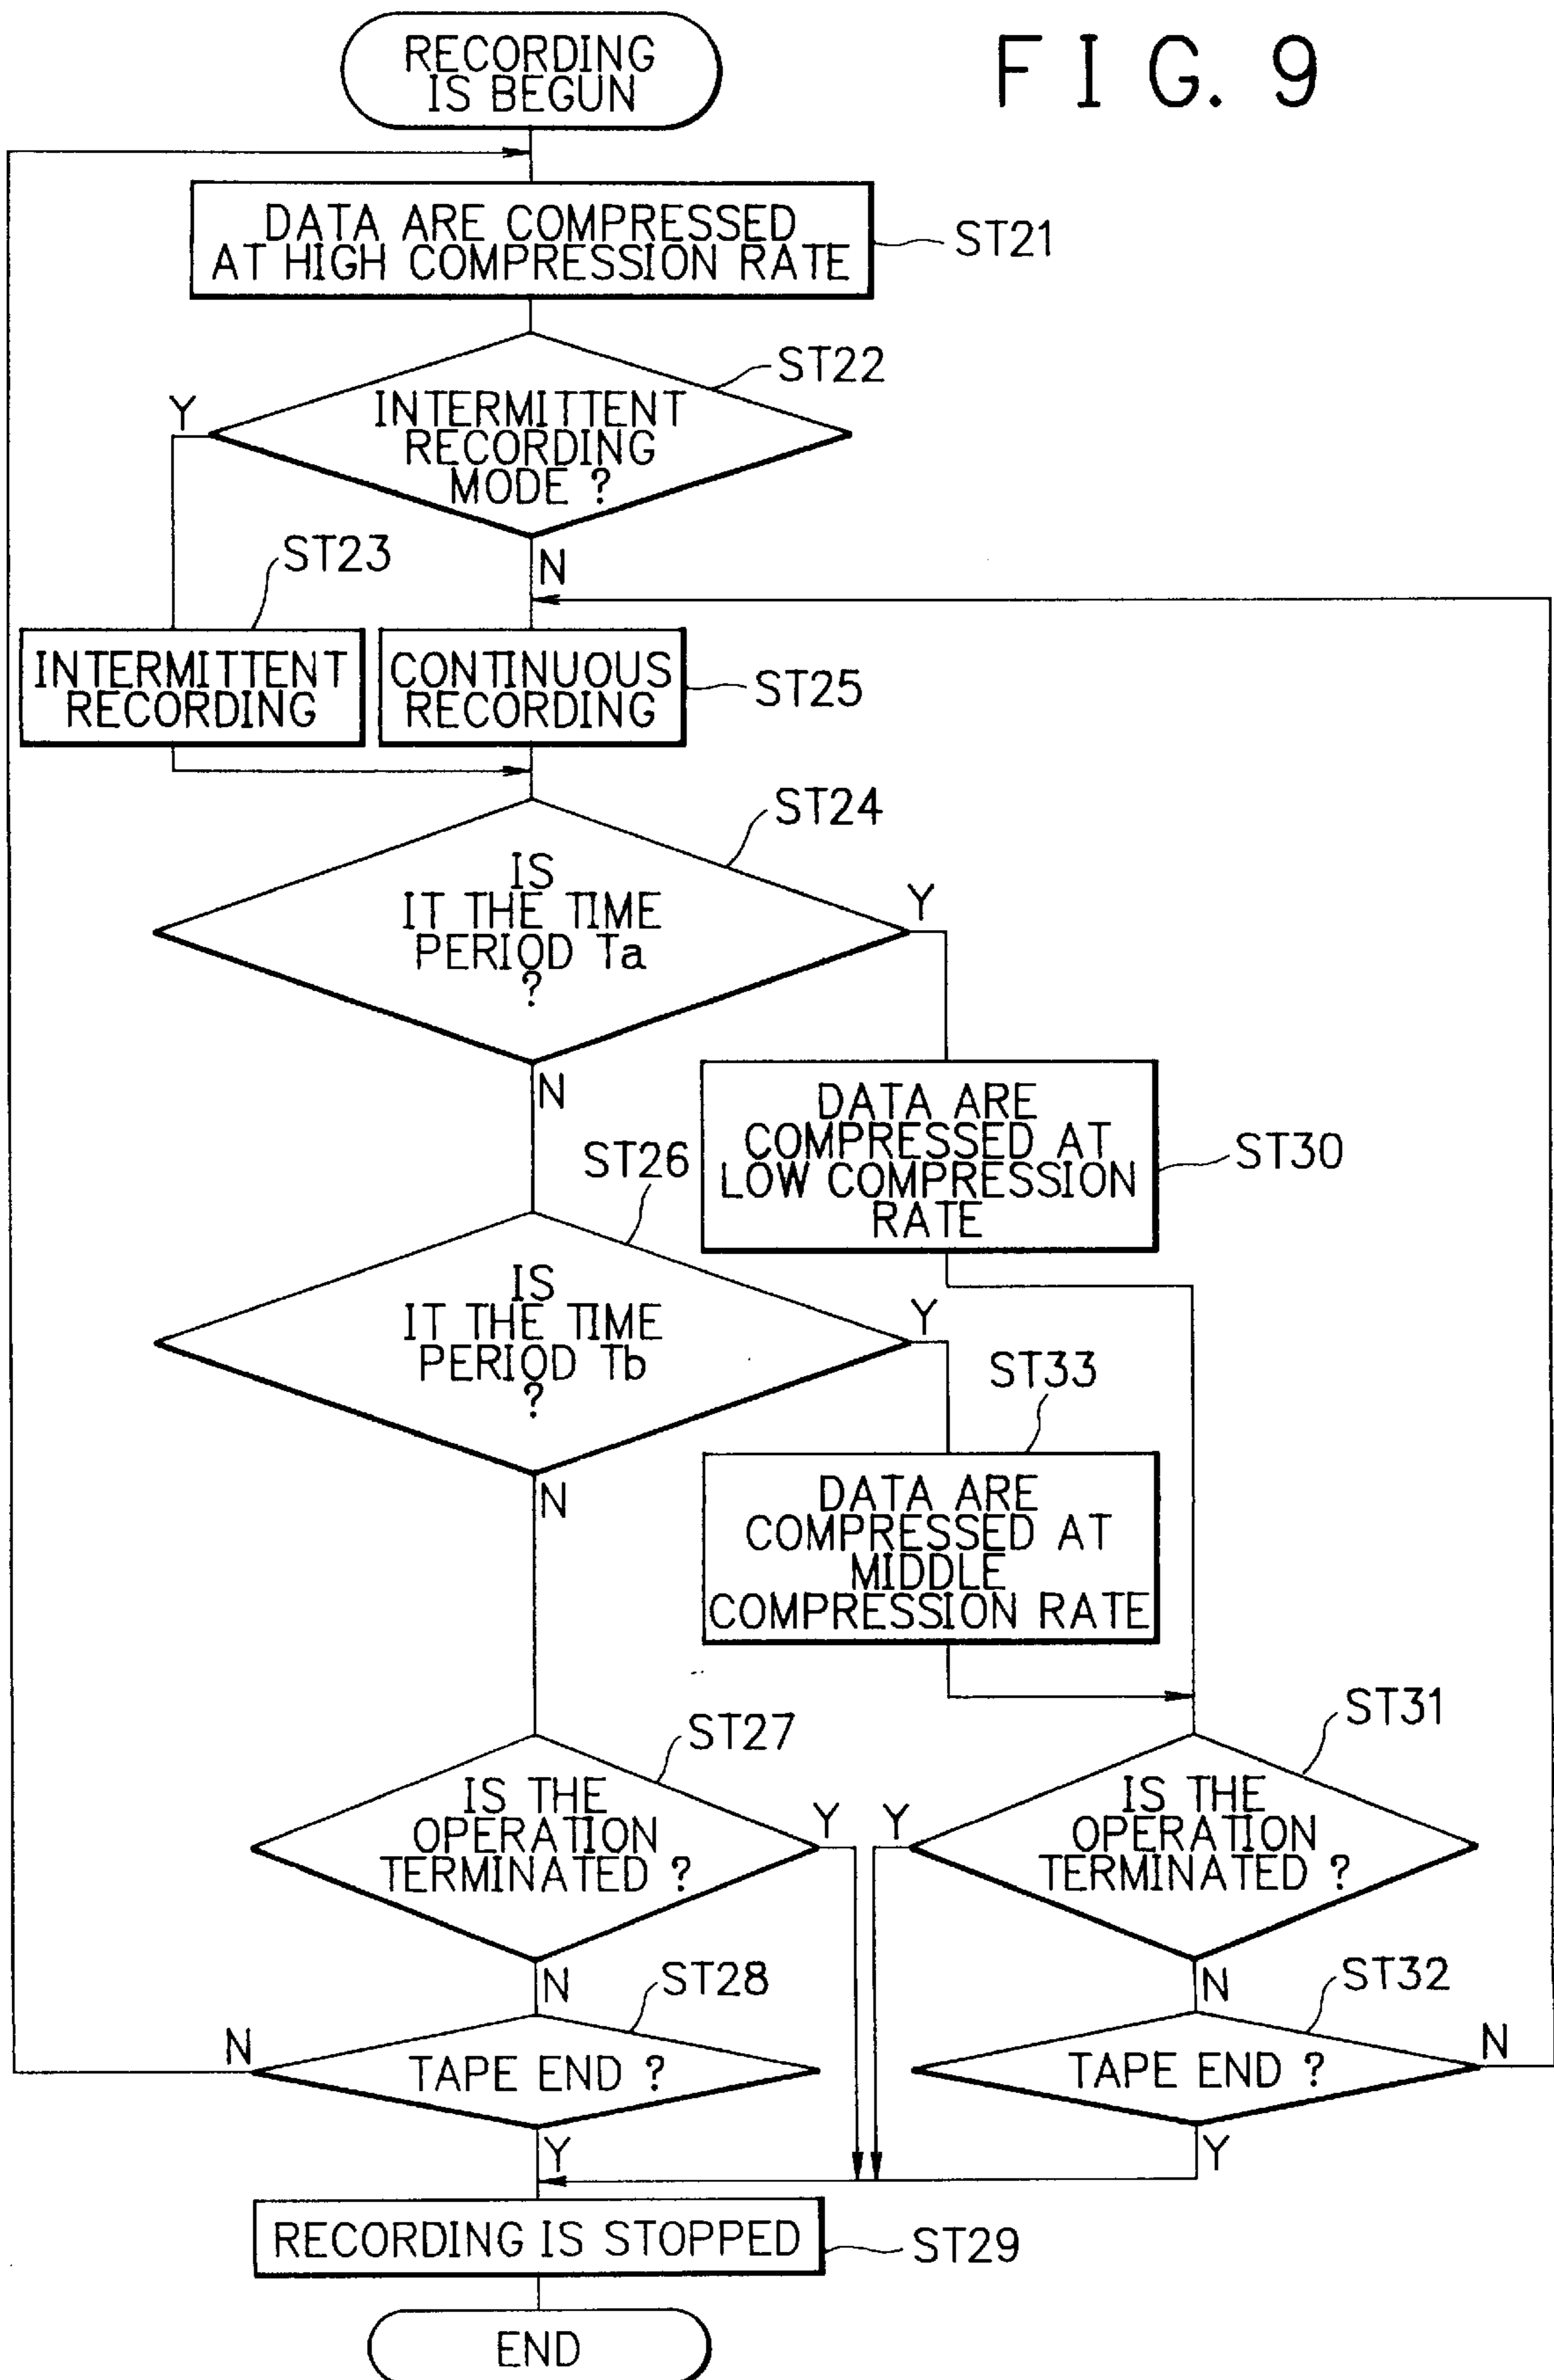 FIG. 9
RECORDING
IS BEGUN
DATA ARE COMPRESSED
AT HIGH COMPRESSION RATE
ST21
ST22
INTERMITTENT
RECORDING
MODE ?
Y
N
ST23
INTERMITTENT
RECORDING
CONTINUOUS
RECORDING
ST25
ST24
IS
IT THE TIME
PERIOD Ta
?
Y
N
DATA ARE
COMPRESSED AT
LOW COMPRESSION
RATE
ST30
ST26
IS
IT THE TIME
PERIOD Tb
?
Y
N
ST33
DATA ARE
COMPRESSED AT
MIDDLE
COMPRESSION RATE
ST27
IS THE
OPERATION
TERMINATED ?
Y
N
ST31
IS THE
OPERATION
TERMINATED ?
Y
N
ST28
TAPE END ?
N
Y
ST32
TAPE END ?
N
Y
RECORDING IS STOPPED
ST29
END